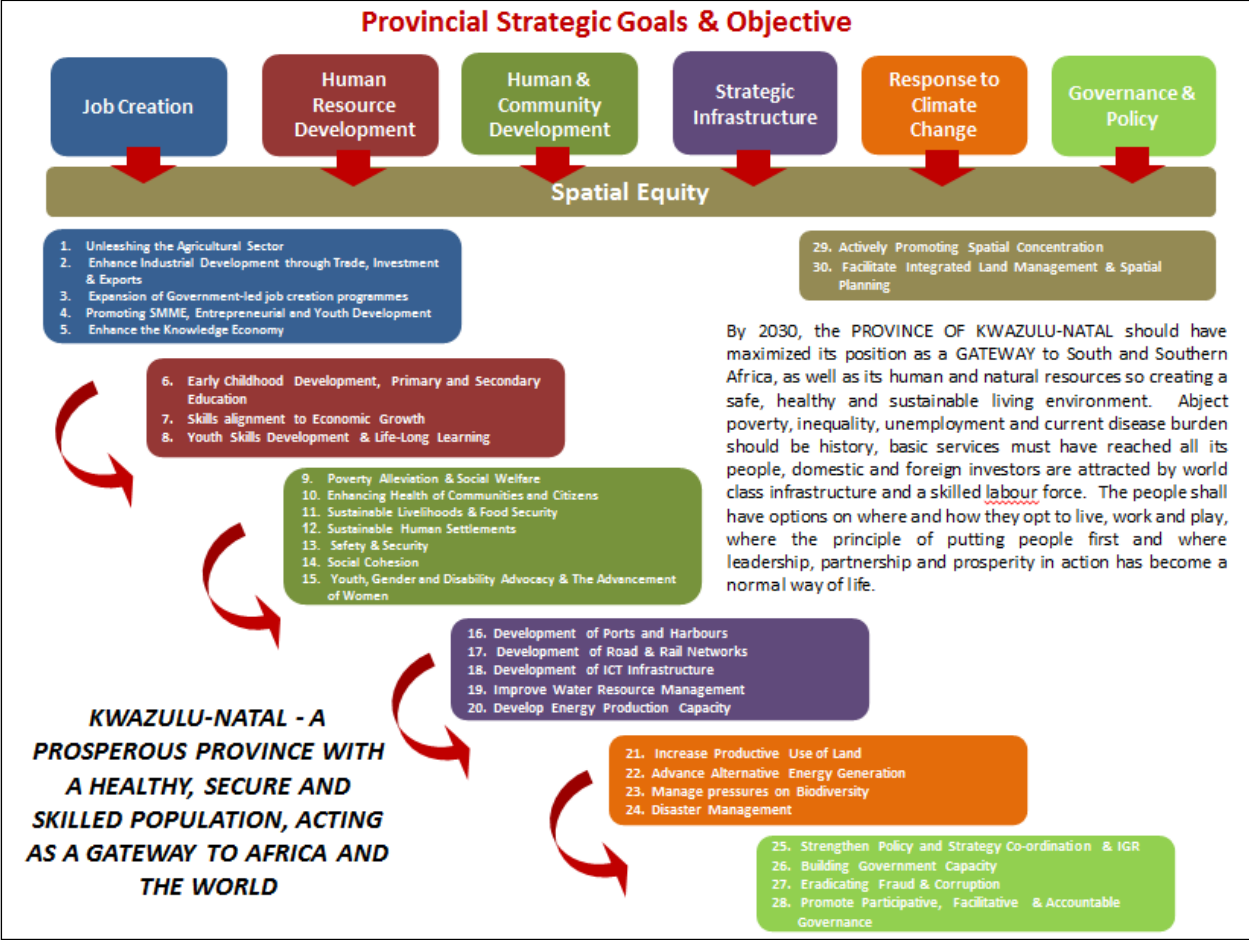 Provincial Strategic Goals & Objective
Job Creation
Human
Resource
Development
Human &
Community
Development
Strategic
Infrastructure
Response to
Climate
Change
Governance &
Policy
Spatial Equity
1. Unleashing the Agricultural Sector
2. Enhance Industrial Development through Trade, Investment
& Exports
3. Expansion of Government-led job creation programmes
4. Promoting SMME, Entrepreneurial and Youth Development
5. Enhance the Knowledge Economy
29. Actively Promoting Spatial Concentration
30. Facilitate Integrated Land Management & Spatial
Planning
By 2030, the PROVINCE OF KWAZULU-NATAL should have
maximized its position as a GATEWAY to South and Southern
Africa, as well as its human and natural resources so creating a
safe, healthy and sustainable living environment. Abject
poverty, inequality, unemployment and current disease burden
should be history, basic services must have reached all its
people, domestic and foreign investors are attracted by world
class infrastructure and a skilled labour force. The people shall
have options on where and how they opt to live, work and play,
where the principle of putting people first and where
leadership, partnership and prosperity in action has become a
normal way of life.
6. Early Childhood Development, Primary and Secondary
Education
7. Skills alignment to Economic Growth
8. Youth Skills Development & Life-Long Learning
9. Poverty Alleviation & Social Welfare
10. Enhancing Health of Communities and Citizens
11. Sustainable Livelihoods & Food Security
12. Sustainable Human Settlements
13. Safety & Security
14. Social Cohesion
15. Youth, Gender and Disability Advocacy & The Advancement
of Women
16. Development of Ports and Harbours
17. Development of Road & Rail Networks
18. Development of ICT Infrastructure
19. Improve Water Resource Management
20. Develop Energy Production Capacity
21. Increase Productive Use of Land
22. Advance Alternative Energy Generation
23. Manage pressures on Biodiversity
24. Disaster Management
25. Strengthen Policy and Strategy Co-ordination & IGR
26. Building Government Capacity
27. Eradicating Fraud & Corruption
28. Promote Participative, Facilitative & Accountable
Governance
KWAZULU-NATAL - A
PROSPEROUS PROVINCE WITH
A HEALTHY, SECURE AND
SKILLED POPULATION, ACTING
AS A GATEWAY TO AFRICA AND
THE WORLD